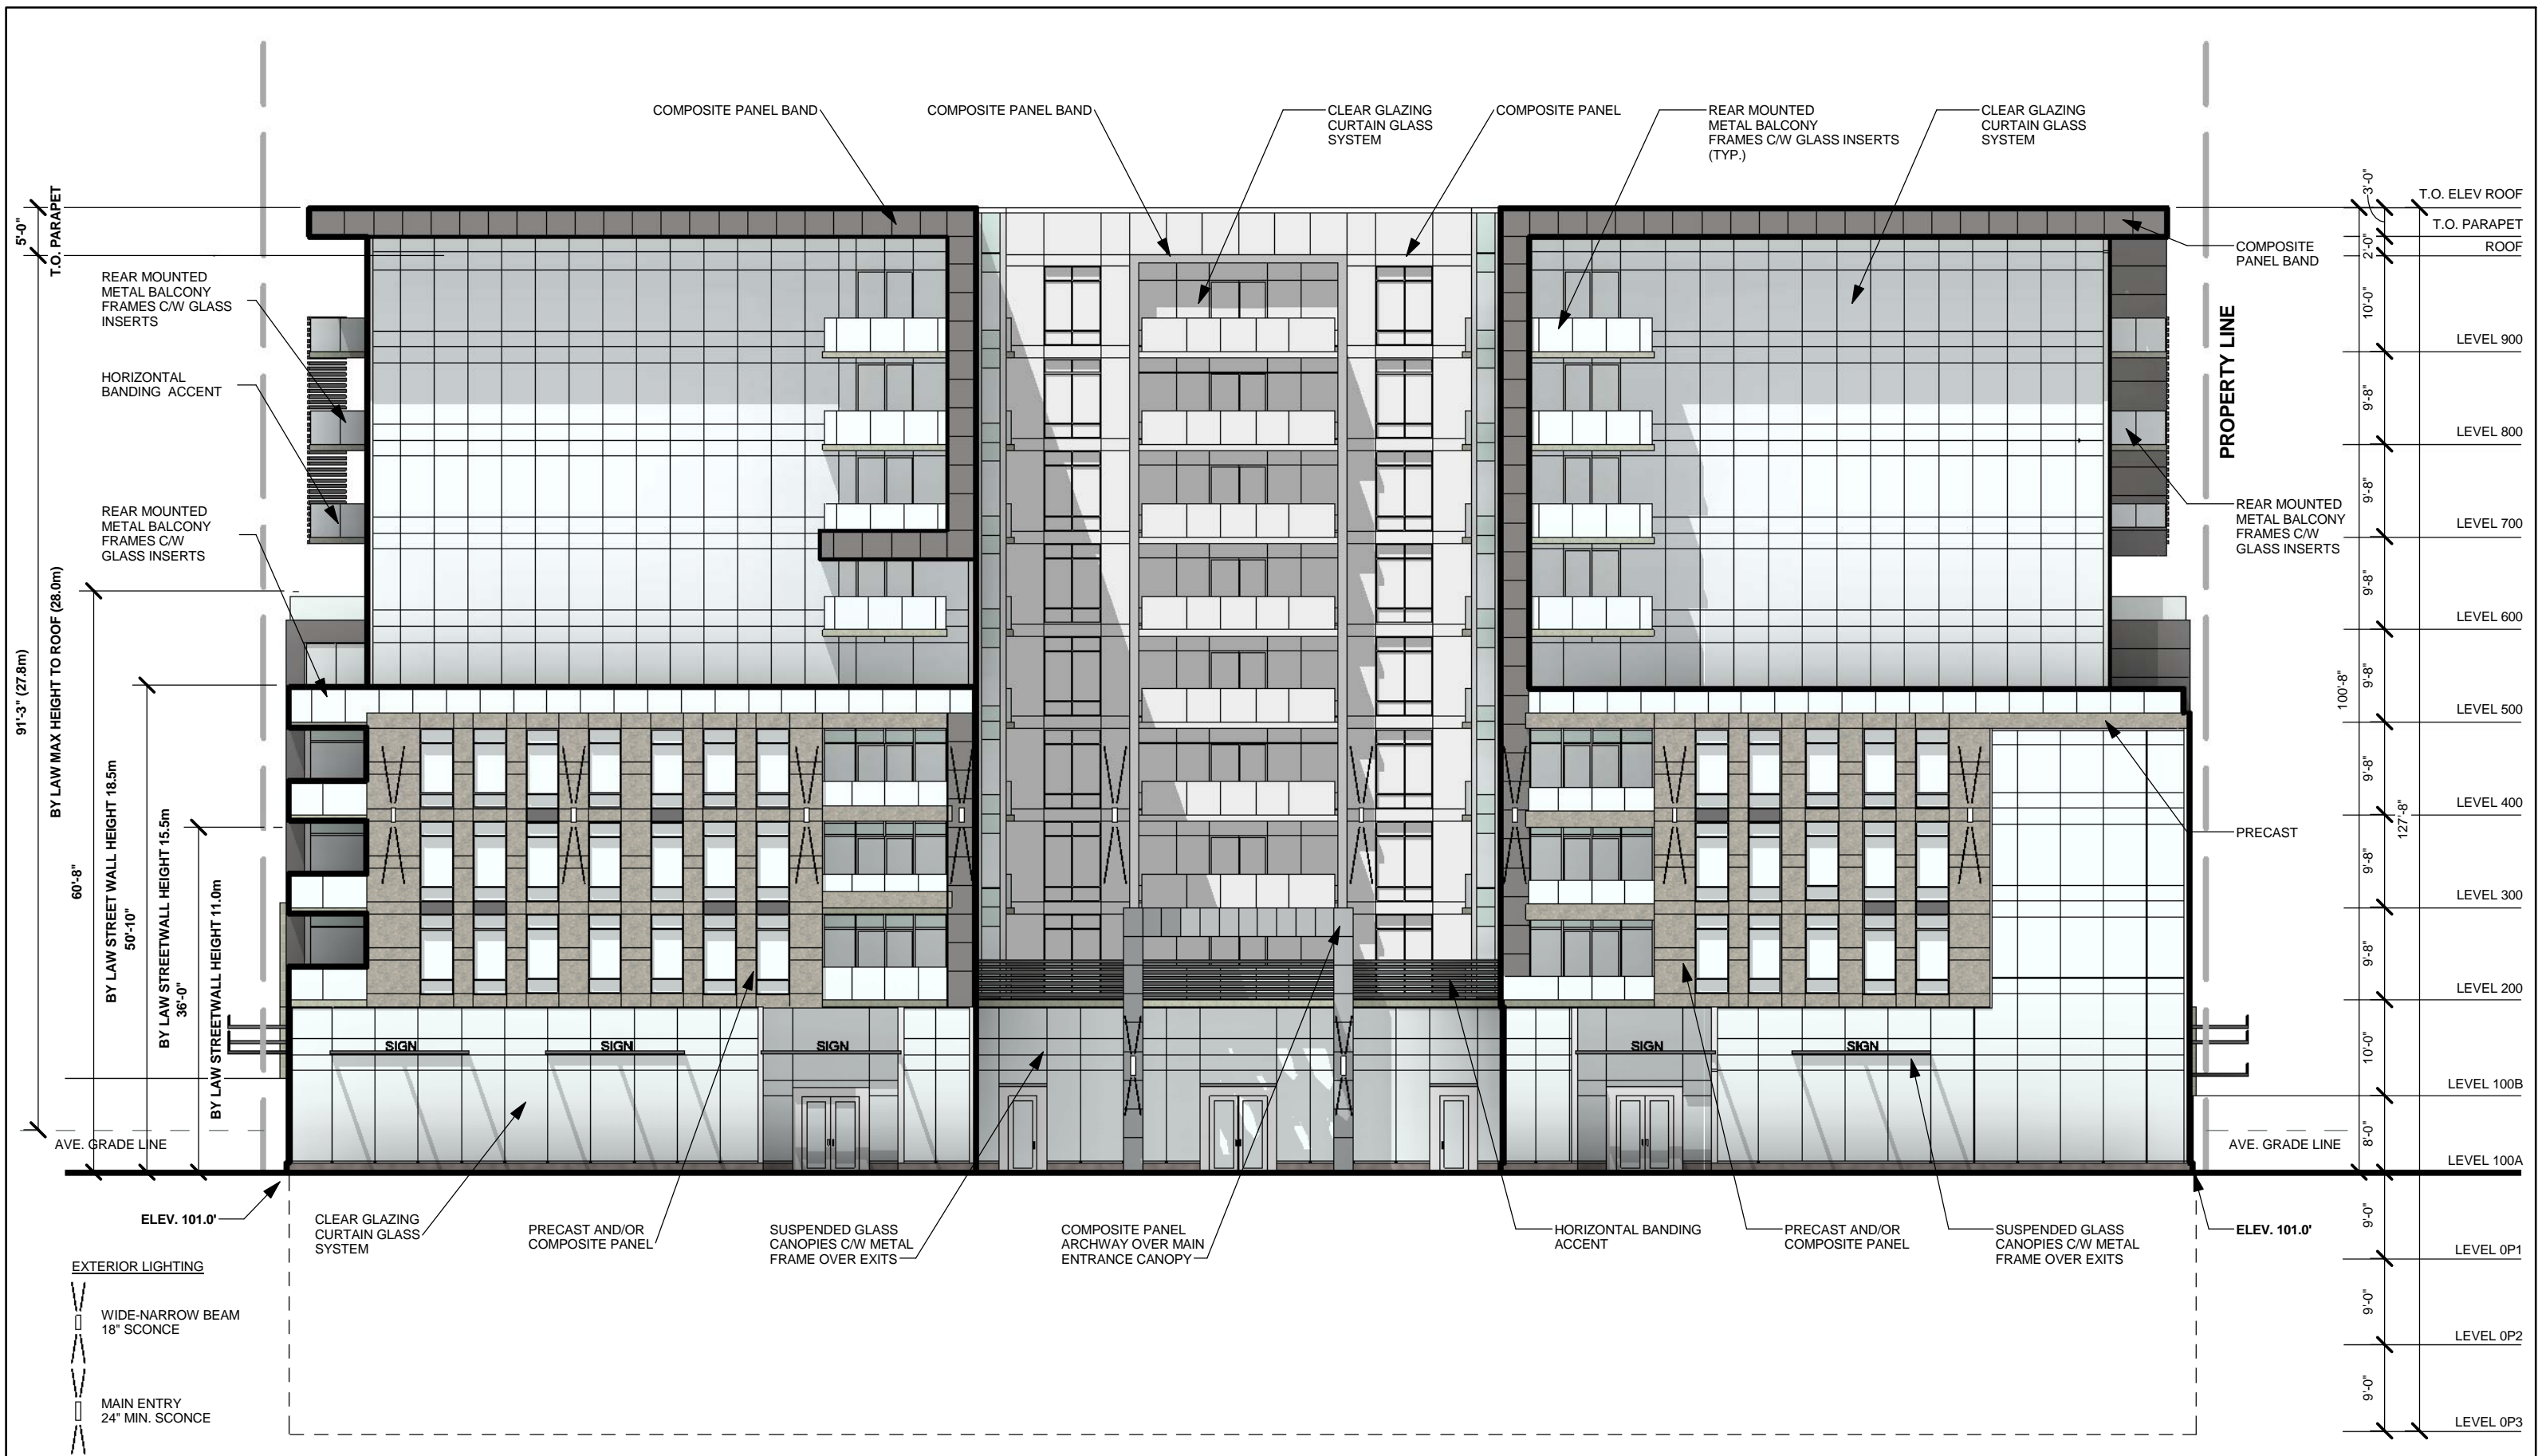 COMPOSITE PANEL BAND
COMPOSITE PANEL BAND
CLEAR GLAZING
CURTAIN GLASS
SYSTEM
COMPOSITE PANEL
REAR MOUNTED
METAL BALCONY
FRAMES C/W GLASS INSERTS
(TYP.)
CLEAR GLAZING
CURTAIN GLASS
SYSTEM
5'-0"
T.O. PARAPET
REAR MOUNTED
METAL BALCONY
FRAMES C/W GLASS
INSERTS
HORIZONTAL
BANDING ACCENT
REAR MOUNTED
METAL BALCONY
FRAMES C/W
GLASS INSERTS
91'-3" (27.8m)
BY LAW MAX HEIGHT TO ROOF (28.0m)
60'-8"
BY LAW STREET WALL HEIGHT 18.5m
50'-10"
BY LAW STREETWALL HEIGHT 15.5m
36'-0"
BY LAW STREETWALL HEIGHT 11.0m
AVE. GRADE LINE
SIGN
SIGN
SIGN
SIGN
SIGN
COMPOSITE
PANEL BAND
PROPERTY LINE
REAR MOUNTED
METAL BALCONY
FRAMES C/W
GLASS INSERTS
PRECAST
AVE. GRADE LINE
3'-0"
2'-0"
10'-0"
9'-8"
9'-8"
9'-8"
9'-8"
9'-8"
9'-8"
9'-8"
10'-0"
8'-0"
9'-0"
9'-0"
9'-0"
100'-8"
127'-8"
T.O. ELEV ROOF
T.O. PARAPET
ROOF
LEVEL 900
LEVEL 800
LEVEL 700
LEVEL 600
LEVEL 500
LEVEL 400
LEVEL 300
LEVEL 200
LEVEL 100B
LEVEL 100A
LEVEL 0P1
LEVEL 0P2
LEVEL 0P3
ELEV. 101.0'
CLEAR GLAZING
CURTAIN GLASS
SYSTEM
PRECAST AND/OR
COMPOSITE PANEL
SUSPENDED GLASS
CANOPIES C/W METAL
FRAME OVER EXITS
COMPOSITE PANEL
ARCHWAY OVER MAIN
ENTRANCE CANOPY
HORIZONTAL BANDING
ACCENT
PRECAST AND/OR
COMPOSITE PANEL
SUSPENDED GLASS
CANOPIES C/W METAL
FRAME OVER EXITS
ELEV. 101.0'
EXTERIOR LIGHTING
WIDE-NARROW BEAM
18" SCONCE
MAIN ENTRY
24" MIN. SCONCE